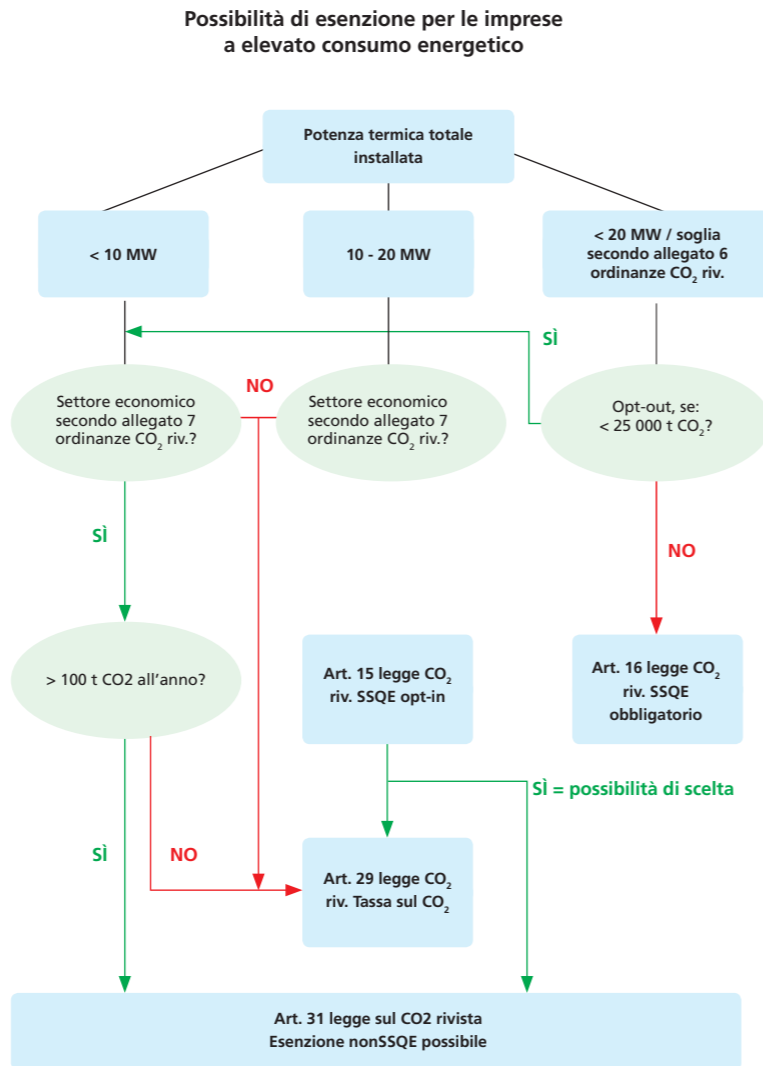 Possibilità di esenzione per le imprese
a elevato consumo energetico
Potenza termica totale
installata
< 10 MW
10 - 20 MW
< 20 MW / soglia
secondo allegato 6
ordinanze CO₂ riv.
SÌ
NO
Settore economico
secondo allegato 7
ordinanze CO₂ riv.?
Settore economico
secondo allegato 7
ordinanze CO₂ riv.?
Opt-out, se:
< 25 000 t CO₂?
SÌ
NO
> 100 t CO2 all'anno?
Art. 15 legge CO₂
riv. SSQE opt-in
Art. 16 legge CO₂
riv. SSQE
obbligatorio
SÌ = possibilità di scelta
SÌ
NO
Art. 29 legge CO₂
riv. Tassa sul CO₂
Art. 31 legge sul CO2 rivista
Esenzione nonSSQE possibile